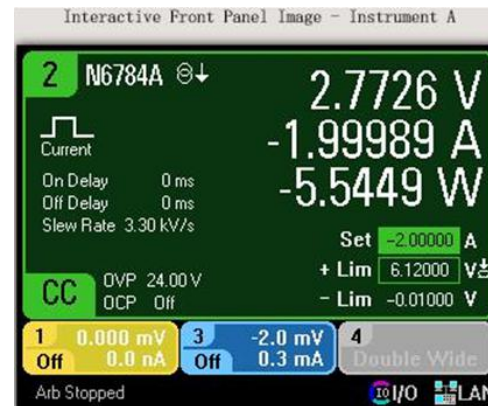 Interactive Front Panel Image - Instrument A
2 N6784A
2.7726 V
-1.99989 A
-5.5449 W
Current
On Delay 0 ms
Off Delay 0 ms
Slew Rate 3.30 kV/s
Set -2.00000 A
+ Lim 6.12000 V
- Lim -0.01000 V
CC OVP 24.00 V
OCP Off
1 0.000 mV
Off 0.0 nA
3 -2.0 mV
Off 0.3 mA
4
Double Wide
Arb Stopped
IO I/O LAN